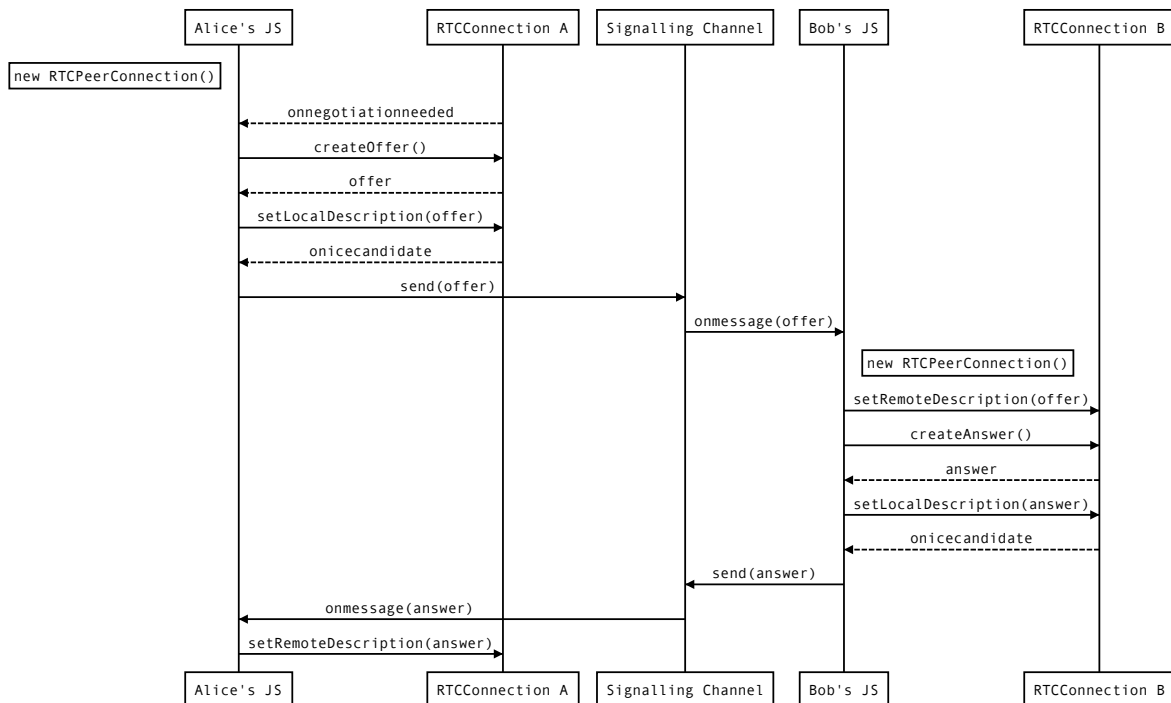 Alice's JS
RTCConnection A
Signalling Channel
Bob's JS
RTCConnection B
new RTCPeerConnection()
onnegotiationneeded
createOffer()
offer
setLocalDescription(offer)
onicecandidate
send(offer)
onmessage(offer)
new RTCPeerConnection()
setRemoteDescription(offer)
createAnswer()
answer
setLocalDescription(answer)
onicecandidate
send(answer)
onmessage(answer)
setRemoteDescription(answer)
Alice's JS
RTCConnection A
Signalling Channel
Bob's JS
RTCConnection B